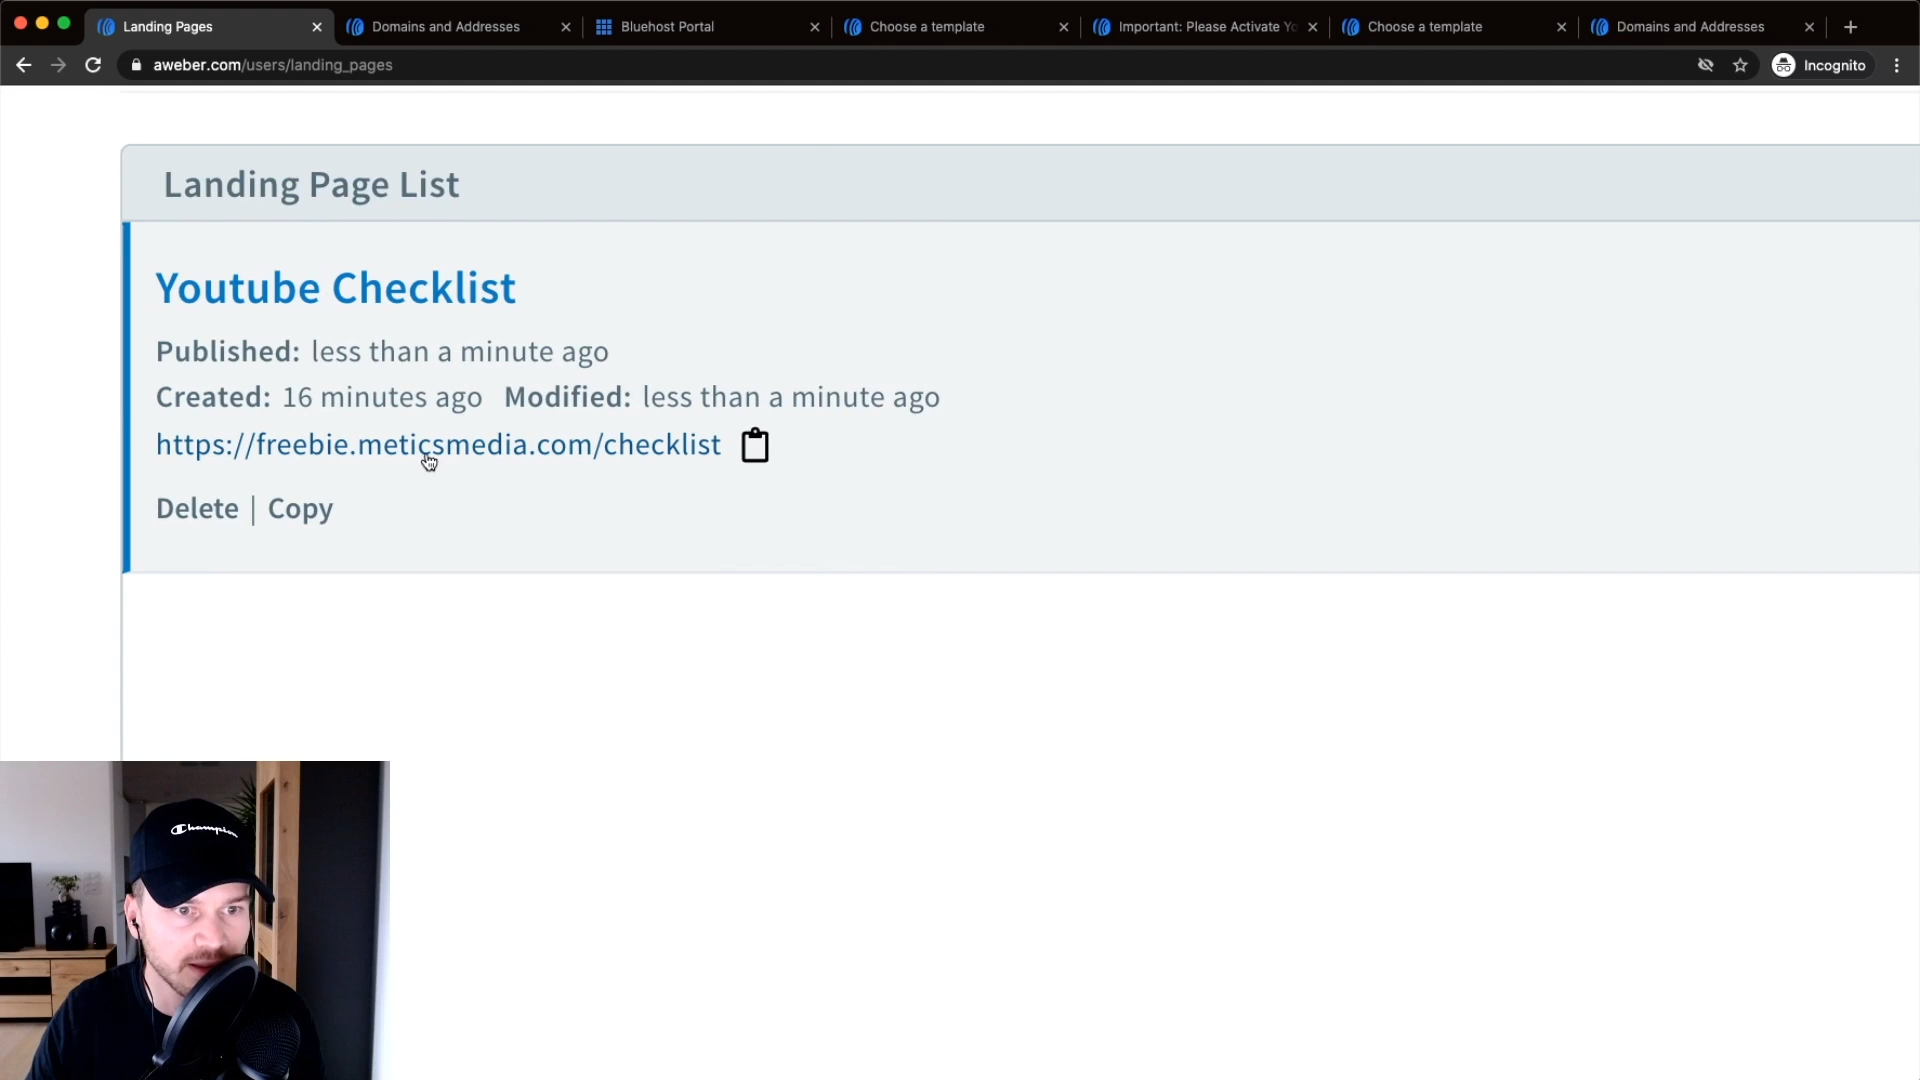 Landing Pages
Domains and Addresses
Bluehost Portal
Choose a template
Important: Please Activate Yo
Choose a template
Domains and Addresses
aweber.com/users/landing_pages
Incognito
Landing Page List
Youtube Checklist
Published: less than a minute ago
Created: 16 minutes ago Modified: less than a minute ago
https://freebie.meticsmedia.com/checklist
Delete | Copy
Champion